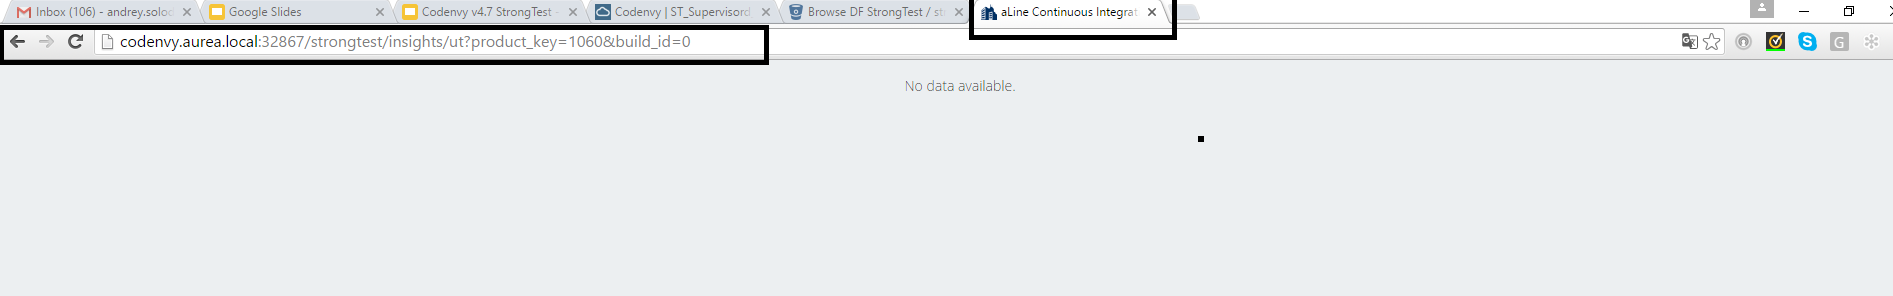 Inbox (106) - andrey.solod
Google Slides
Codenvy v4.7 StrongTest -
Codenvy | ST_Supervisord
Browse DF StrongTest / st
aLine Continuous Integrat
codenvy.aurea.local:32867/strongtest/insights/ut?product_key=1060&build_id=0
No data available.